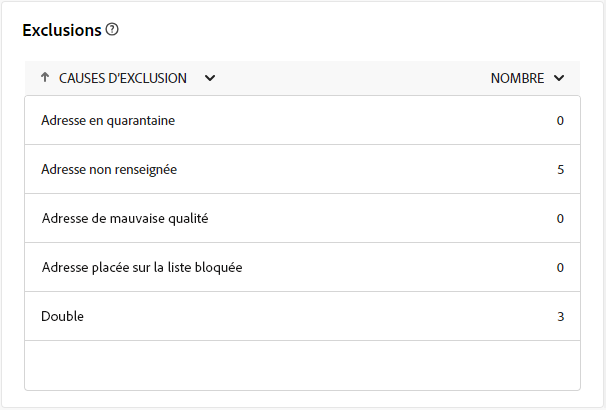 Exclusions
CAUSES D'EXCLUSION NOMBRE
Adresse en quarantaine 0
Adresse non renseignée 5
Adresse de mauvaise qualité 0
Adresse placée sur la liste bloquée 0
Double 3